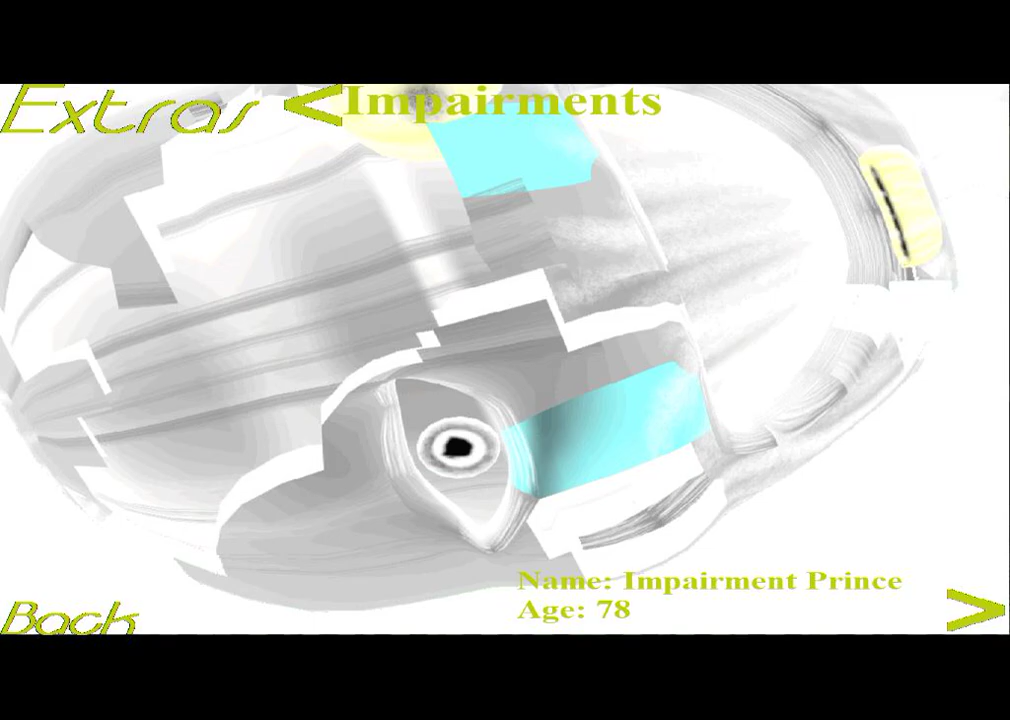 Extras
<Impairments
Name: Impairment Prince
Age: 78
Back
>